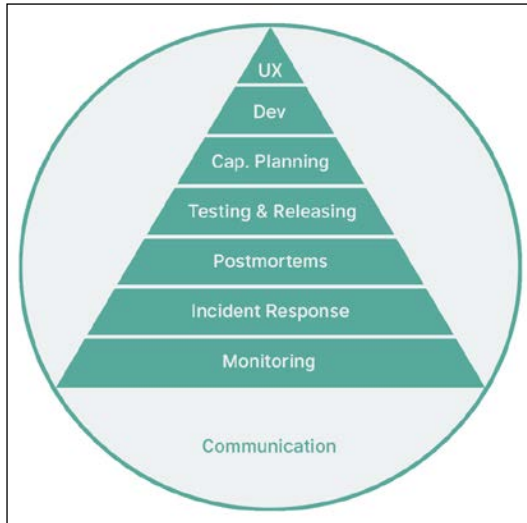 UX
Dev
Cap. Planning
Testing & Releasing
Postmortems
Incident Response
Monitoring
Communication